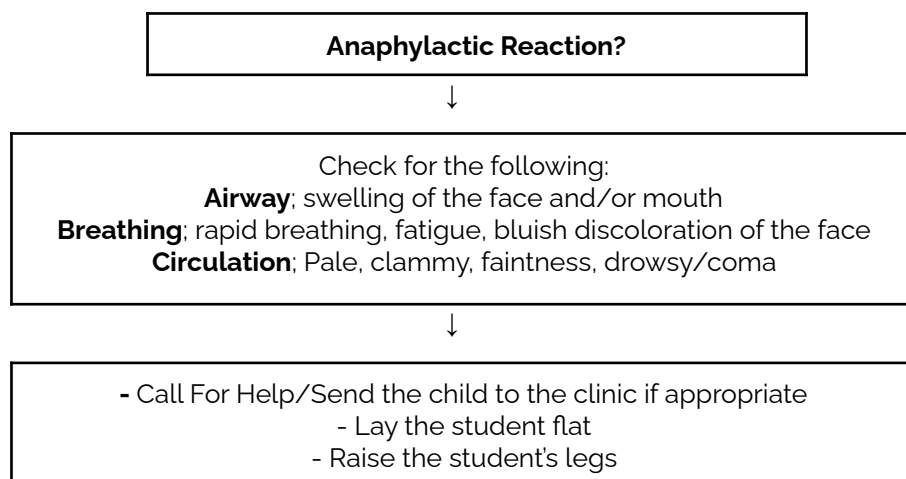 Anaphylactic Reaction?
↓
Check for the following:
Airway; swelling of the face and/or mouth
Breathing; rapid breathing, fatigue, bluish discoloration of the face
Circulation; Pale, clammy, faintness, drowsy/coma
↓
- Call For Help/Send the child to the clinic if appropriate
- Lay the student flat
- Raise the student's legs